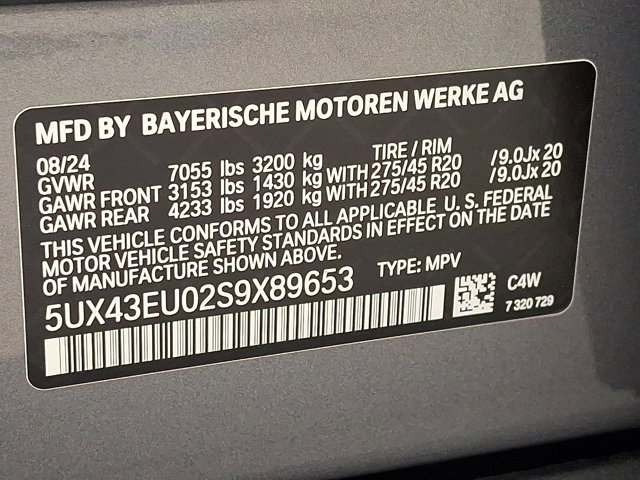 MFD BY BAYERISCHE MOTOREN WERKE AG
08/24 TIRE / RIM
GVWR 7055 lbs 3200 kg
GAWR FRONT 3153 lbs 1430 kg WITH 275/45 R20 /9.0Jx 20
GAWR REAR 4233 lbs 1920 kg WITH 275/45 R20 /9.0Jx 20
THIS VEHICLE CONFORMS TO ALL APPLICABLE U. S. FEDERAL
MOTOR VEHICLE SAFETY STANDARDS IN EFFECT ON THE DATE
OF MANUFACTURE SHOWN ABOVE.
5UX43EU02S9X89653 TYPE: MPV
C4W
7 320 729